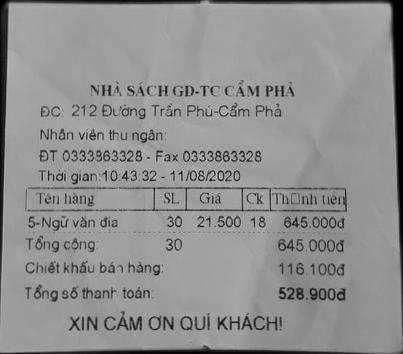 NHÀ SÁCH GD-TC CẨM PHẢ
ĐC: 212 Đường Trần Phú-Cẩm Phả
Nhân viên thu ngân:
ĐT 0333863328 - Fax 0333863328
Thời gian:10:43:32 - 11/08/2020
Tên hàng SL Giá Ck Th□nh tiền
5-Ngữ văn đia 30 21.500 18 645.000đ
Tổng cộng: 30 645.000đ
Chiết khấu bán hàng: 116.100đ
Tổng số thanh toán: 528.900đ
XIN CẢM ƠN QUÍ KHÁCH!